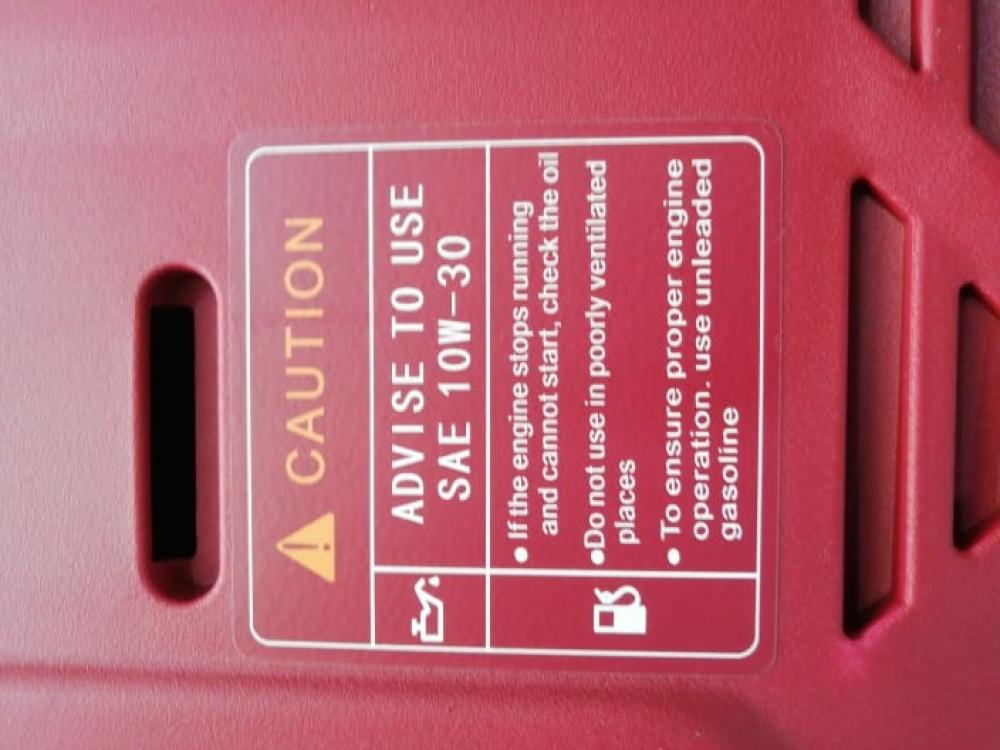 CAUTION
ADVISE TO USE
SAE 10W-30
• If the engine stops running
and cannot start, check the oil
•Do not use in poorly ventilated
places
• To ensure proper engine
operation. use unleaded
gasoline